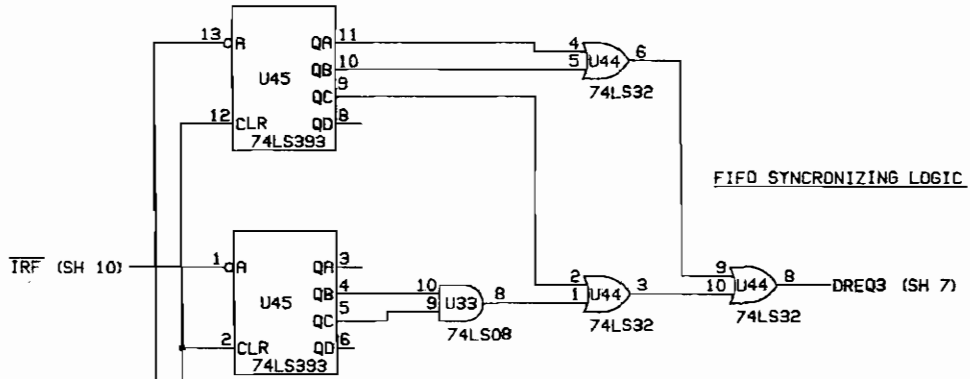 13 A QA 11
U45 QB 10
QC 9
12 CLR QD 8
74LS393
4
5 U44 6
74LS32
FIFO SYNCRONIZING LOGIC
IRF (SH 10) 1 A QA 3
U45 QB 4
QC 5
2 CLR QD 6
74LS393
10
9 U33 8
74LS08
2
1 U44 3
74LS32
9
10 U44 8 DREQ3 (SH 7)
74LS32